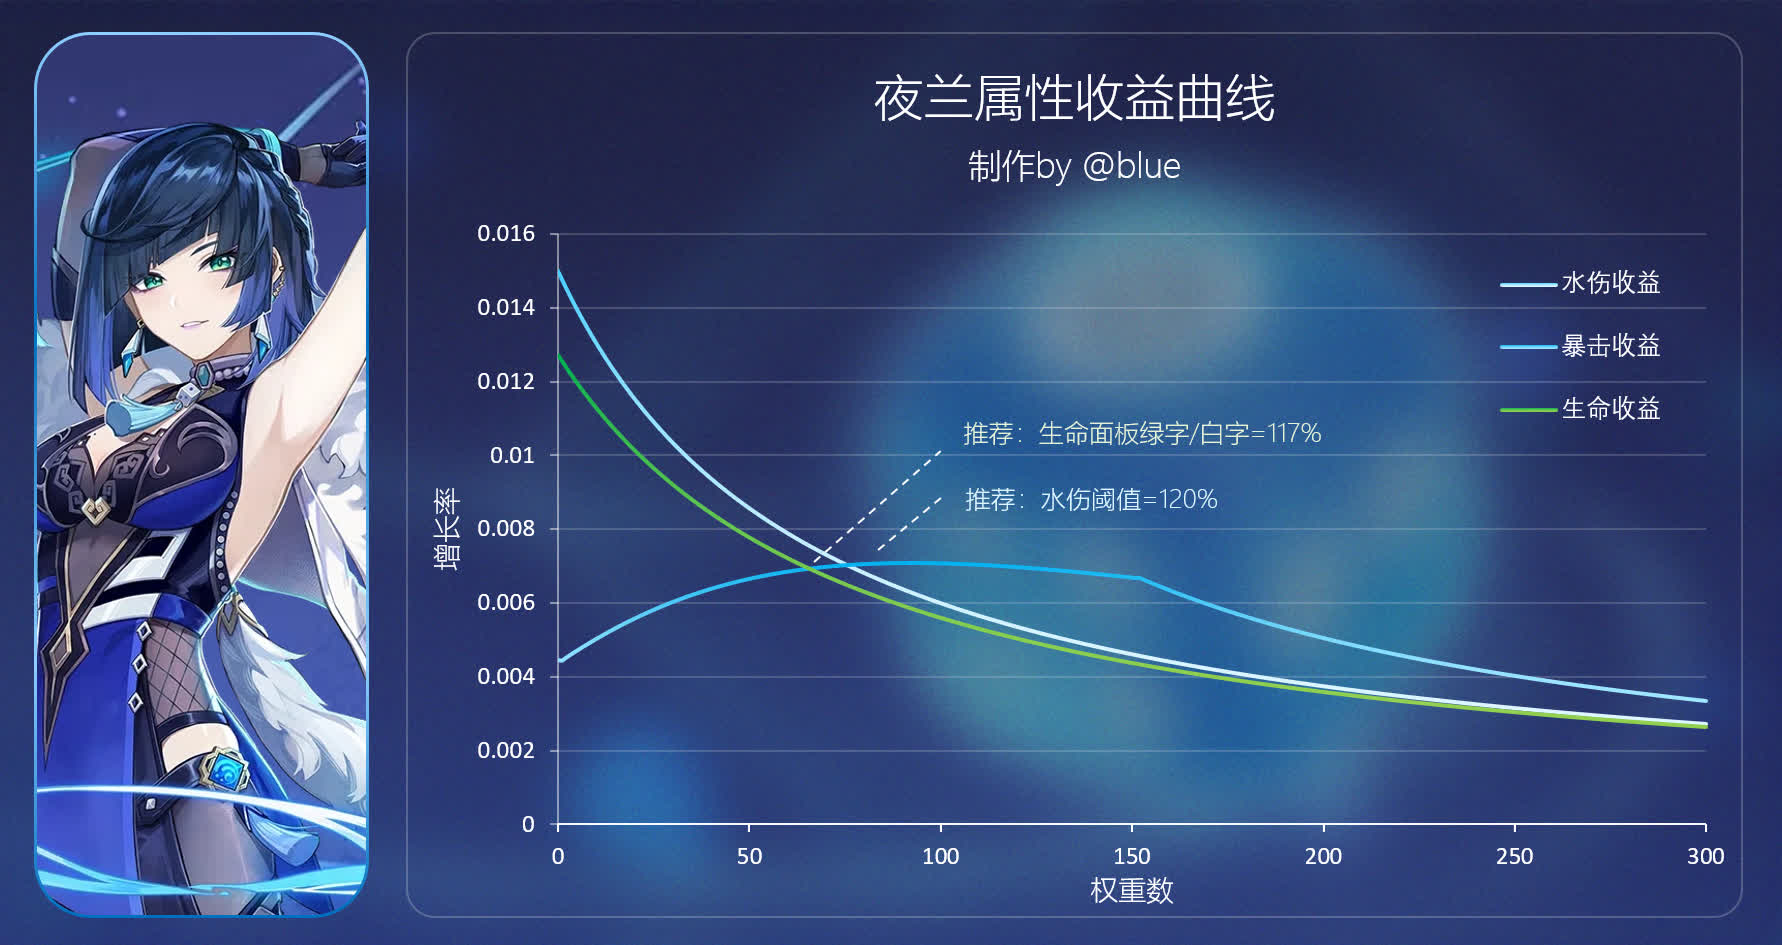 夜兰属性收益曲线
制作by @blue
0.016
0.014
0.012
0.01
0.008
0.006
0.004
0.002
0
增长率
水伤收益
暴击收益
生命收益
推荐：生命面板绿字/白字=117%
推荐：水伤阈值=120%
0 50 100 150 200 250 300
权重数